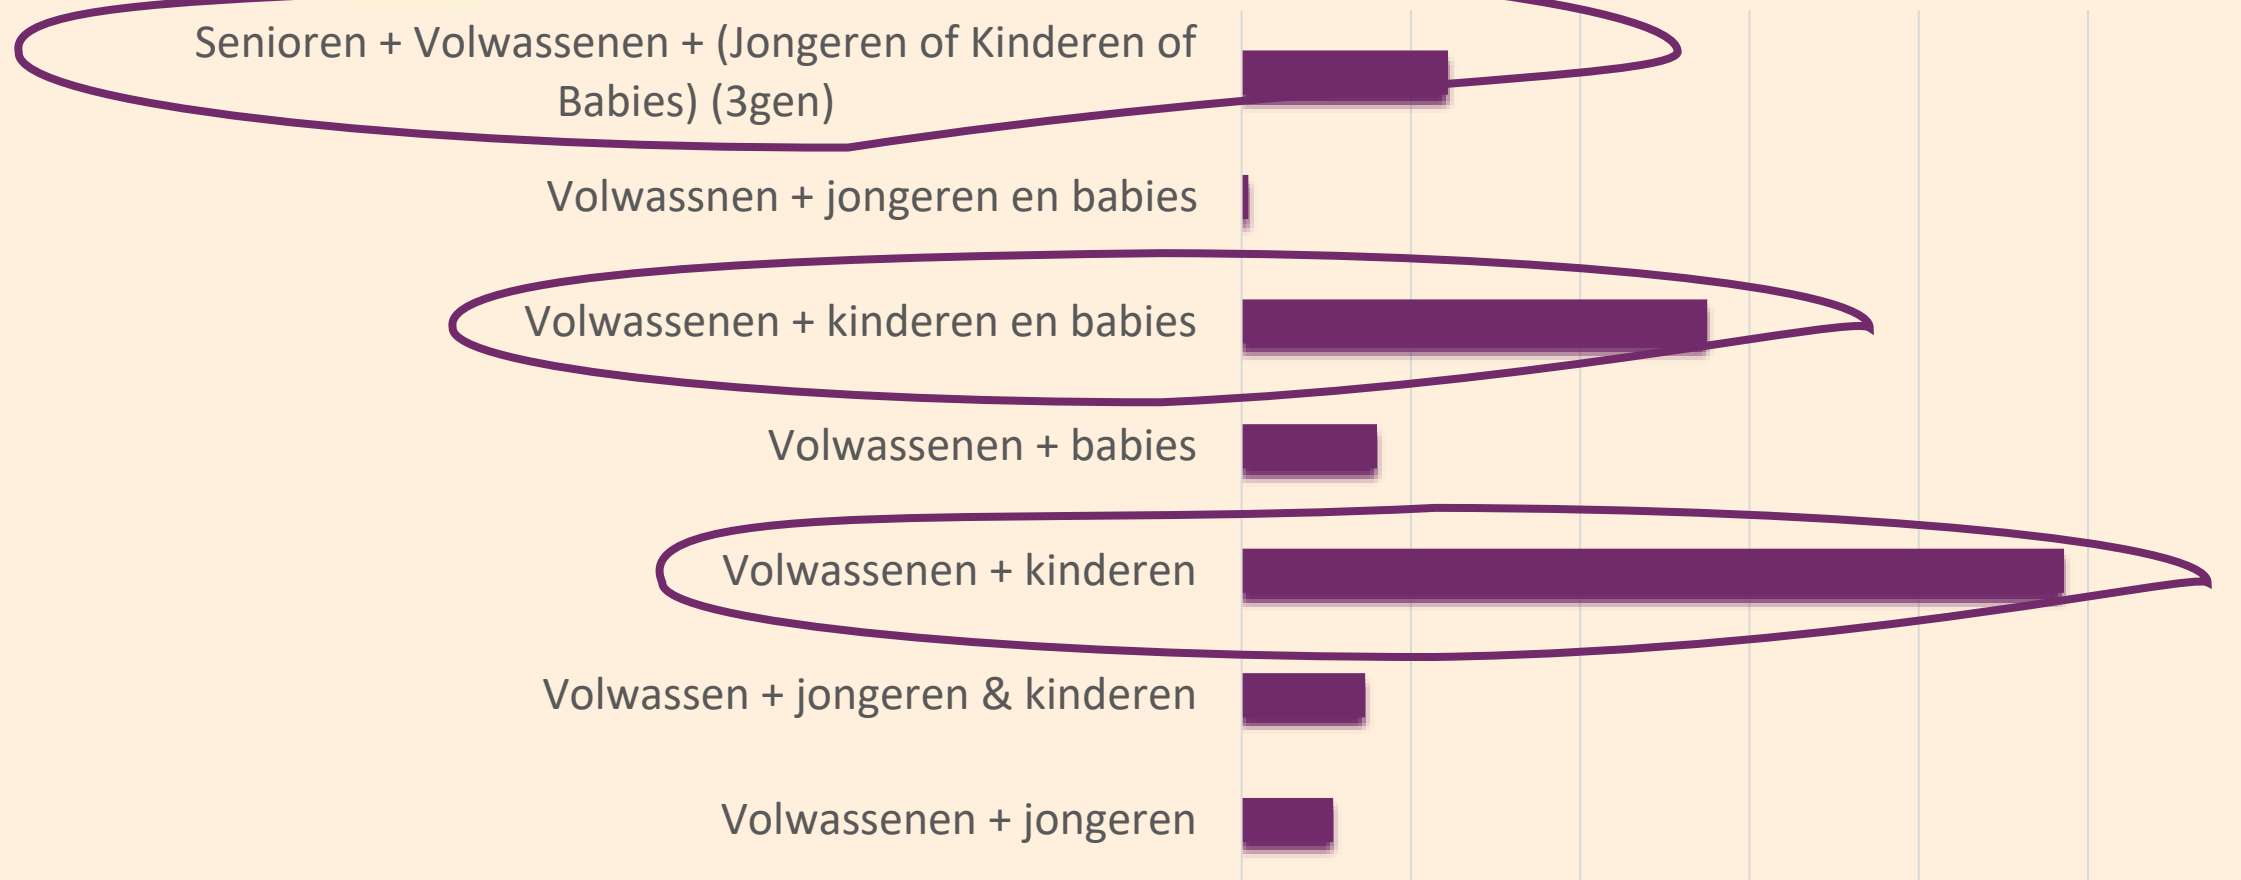 Senioren + Volwassenen + (Jongeren of Kinderen of
Babies) (3gen)
Volwassnen + jongeren en babies
Volwassenen + kinderen en babies
Volwassenen + babies
Volwassenen + kinderen
Volwassen + jongeren & kinderen
Volwassenen + jongeren